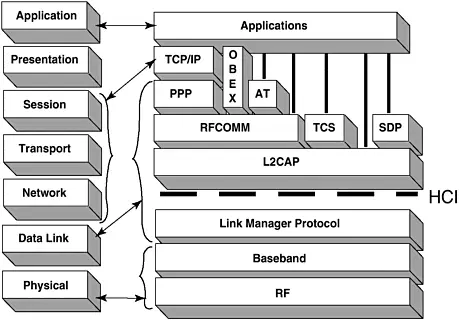 Application
Presentation
Session
Transport
Network
Data Link
Physical
Applications
TCP/IP
OBEX
PPP
AT
RFCOMM
TCS
SDP
L2CAP
HCI
Link Manager Protocol
Baseband
RF